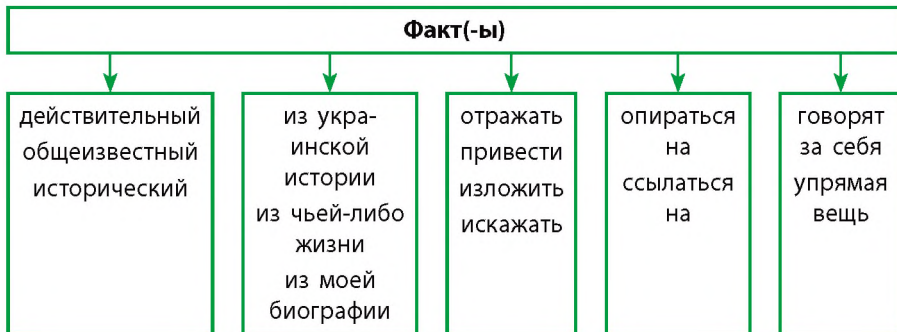 Факт(-ы)
действительный
общеизвестный
исторический
из укра-
инской
истории
из чьей-либо
жизни
из моей
биографии
отражать
привести
изложить
искажать
опираться
на
ссылаться
на
говорят
за себя
упрямая
вещь